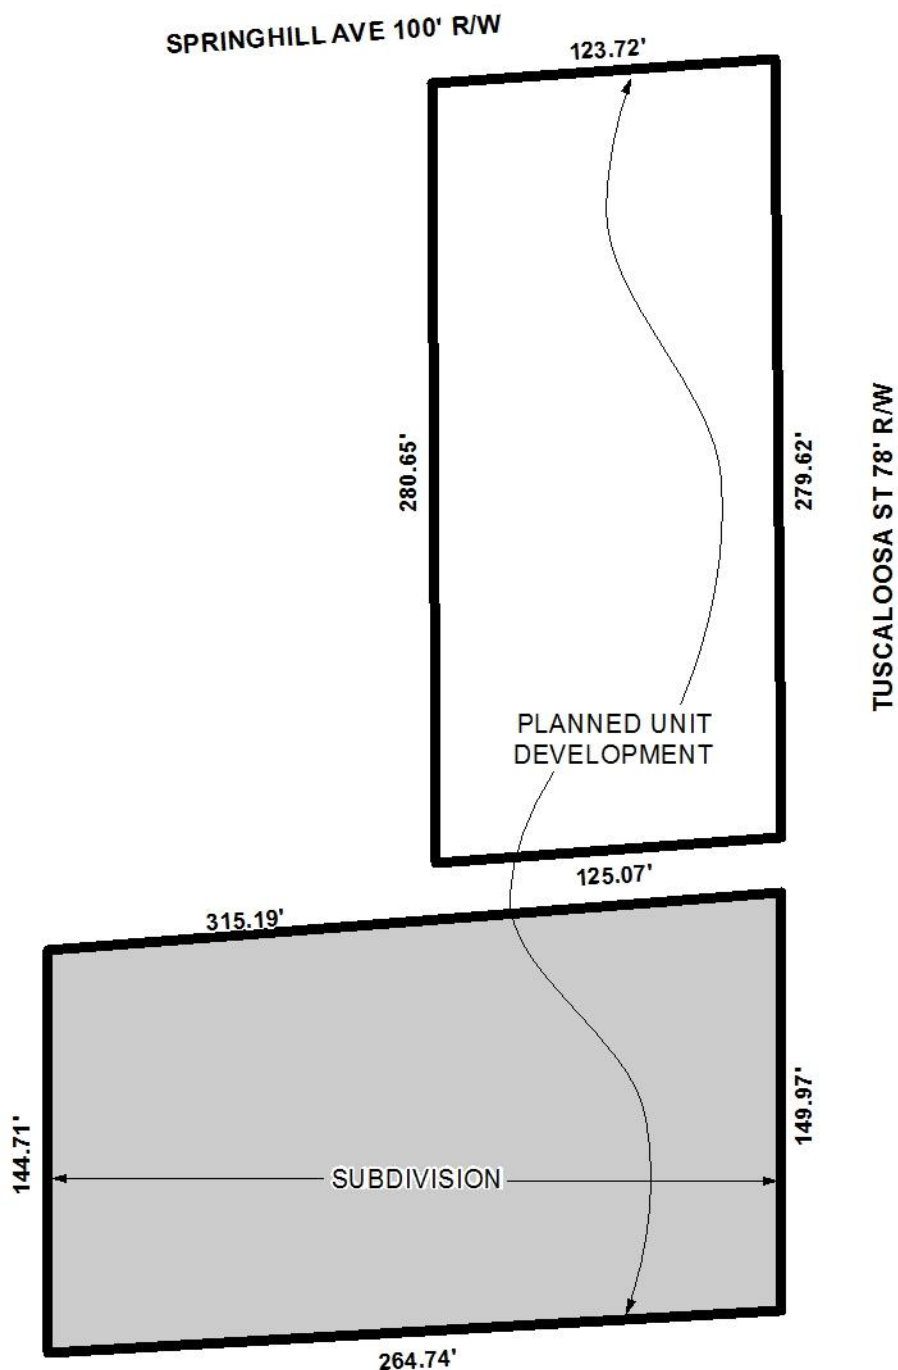 SPRINGHILL AVE 100' R/W
123.72'
280.65'
279.62'
TUSCALOOSA ST 78' R/W
PLANNED UNIT
DEVELOPMENT
125.07'
315.19'
144.71'
149.97'
SUBDIVISION
264.74'